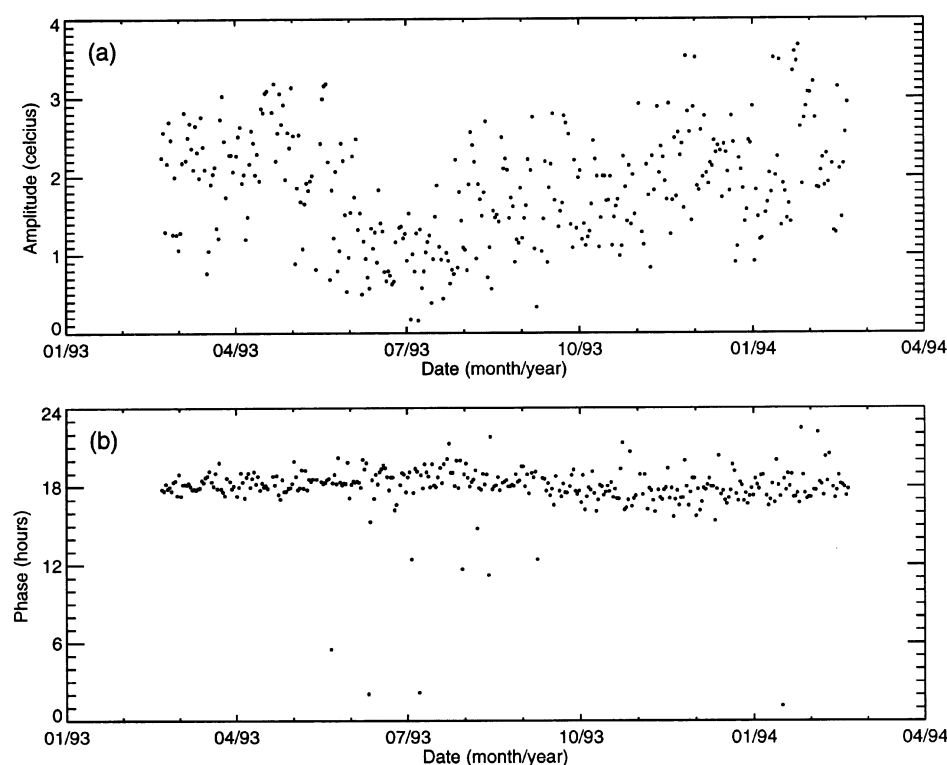 (a)
Amplitude (celcius)
4
3
2
1
0
01/93 04/93 07/93 10/93 01/94 04/94
Date (month/year)
(b)
Phase (hours)
24
18
12
6
0
01/93 04/93 07/93 10/93 01/94 04/94
Date (month/year)